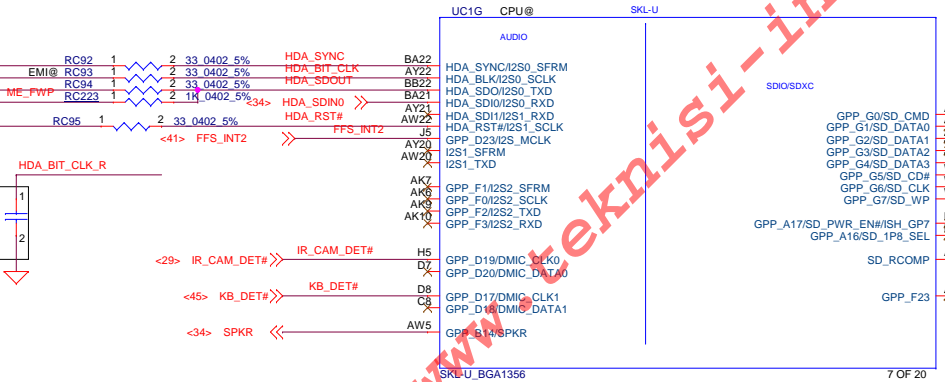 UC1G CPU@ SKL-U
AUDIO
SDIO/SDXC
RC92 1 2 33_0402_5% HDA_SYNC BA22 HDA_SYNC/I2S0_SFRM
EMI@ RC93 1 2 33_0402_5% HDA_BIT_CLK AY22 HDA_BLK/I2S0_SCLK
RC94 1 2 33_0402_5% HDA_SDOUT BB22 HDA_SDO/I2S0_TXD
ME_FWP RC223 1 2 1K_0402_5% <34> HDA_SDIN0 BA21 HDA_SDI0/I2S0_RXD
AY21 HDA_SDI1/I2S1_RXD
RC95 1 2 33_0402_5% HDA_RST# AW22 HDA_RST#/I2S1_SCLK
<41> FFS_INT2 FFS_INT2 J5 GPP_D23/I2S_MCLK
AY20 I2S1_SFRM
AW20 I2S1_TXD
AK7 GPP_F1/I2S2_SFRM
AK6 GPP_F0/I2S2_SCLK
AK9 GPP_F2/I2S2_TXD
AK10 GPP_F3/I2S2_RXD
<29> IR_CAM_DET# IR_CAM_DET# H5 GPP_D19/DMIC_CLK0
D7 GPP_D20/DMIC_DATA0
<45> KB_DET# KB_DET# D8 GPP_D17/DMIC_CLK1
C8 GPP_D18/DMIC_DATA1
<34> SPKR AW5 GPP_B14/SPKR
HDA_BIT_CLK_R
1
2
GPP_G0/SD_CMD
GPP_G1/SD_DATA0
GPP_G2/SD_DATA1
GPP_G3/SD_DATA2
GPP_G4/SD_DATA3
GPP_G5/SD_CD#
GPP_G6/SD_CLK
GPP_G7/SD_WP
GPP_A17/SD_PWR_EN#/ISH_GP7
GPP_A16/SD_1P8_SEL
SD_RCOMP
GPP_F23
SKL-U_BGA1356 7 OF 20
www.teknisi-in